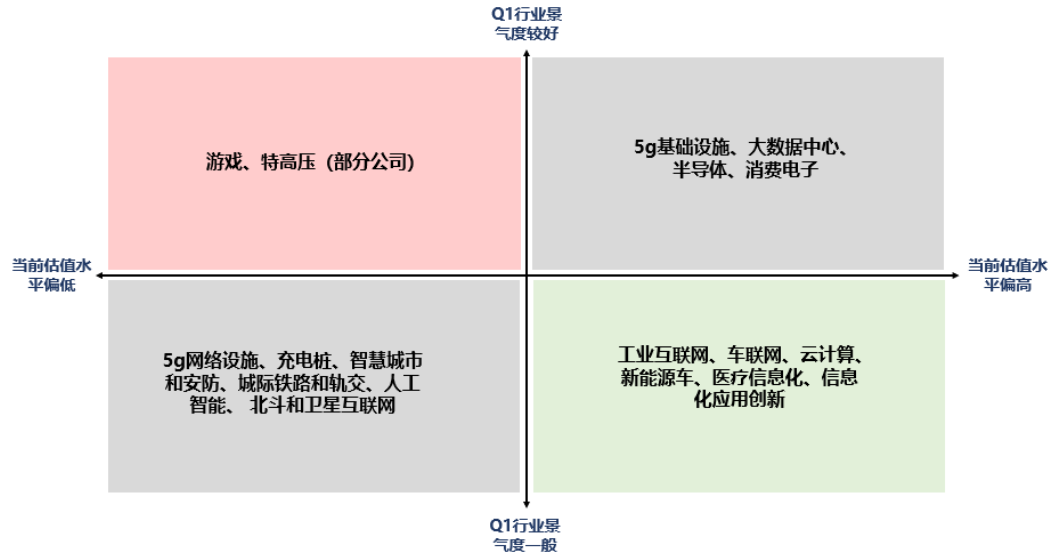 Q1行业景
气度较好
游戏、特高压（部分公司）
5g基础设施、大数据中心、
半导体、消费电子
当前估值水
平偏低
当前估值水
平偏高
5g网络设施、充电桩、智慧城市
和安防、城际铁路和轨交、人工
智能、 北斗和卫星互联网
工业互联网、车联网、云计算、
新能源车、医疗信息化、信息
化应用创新
Q1行业景
气度一般